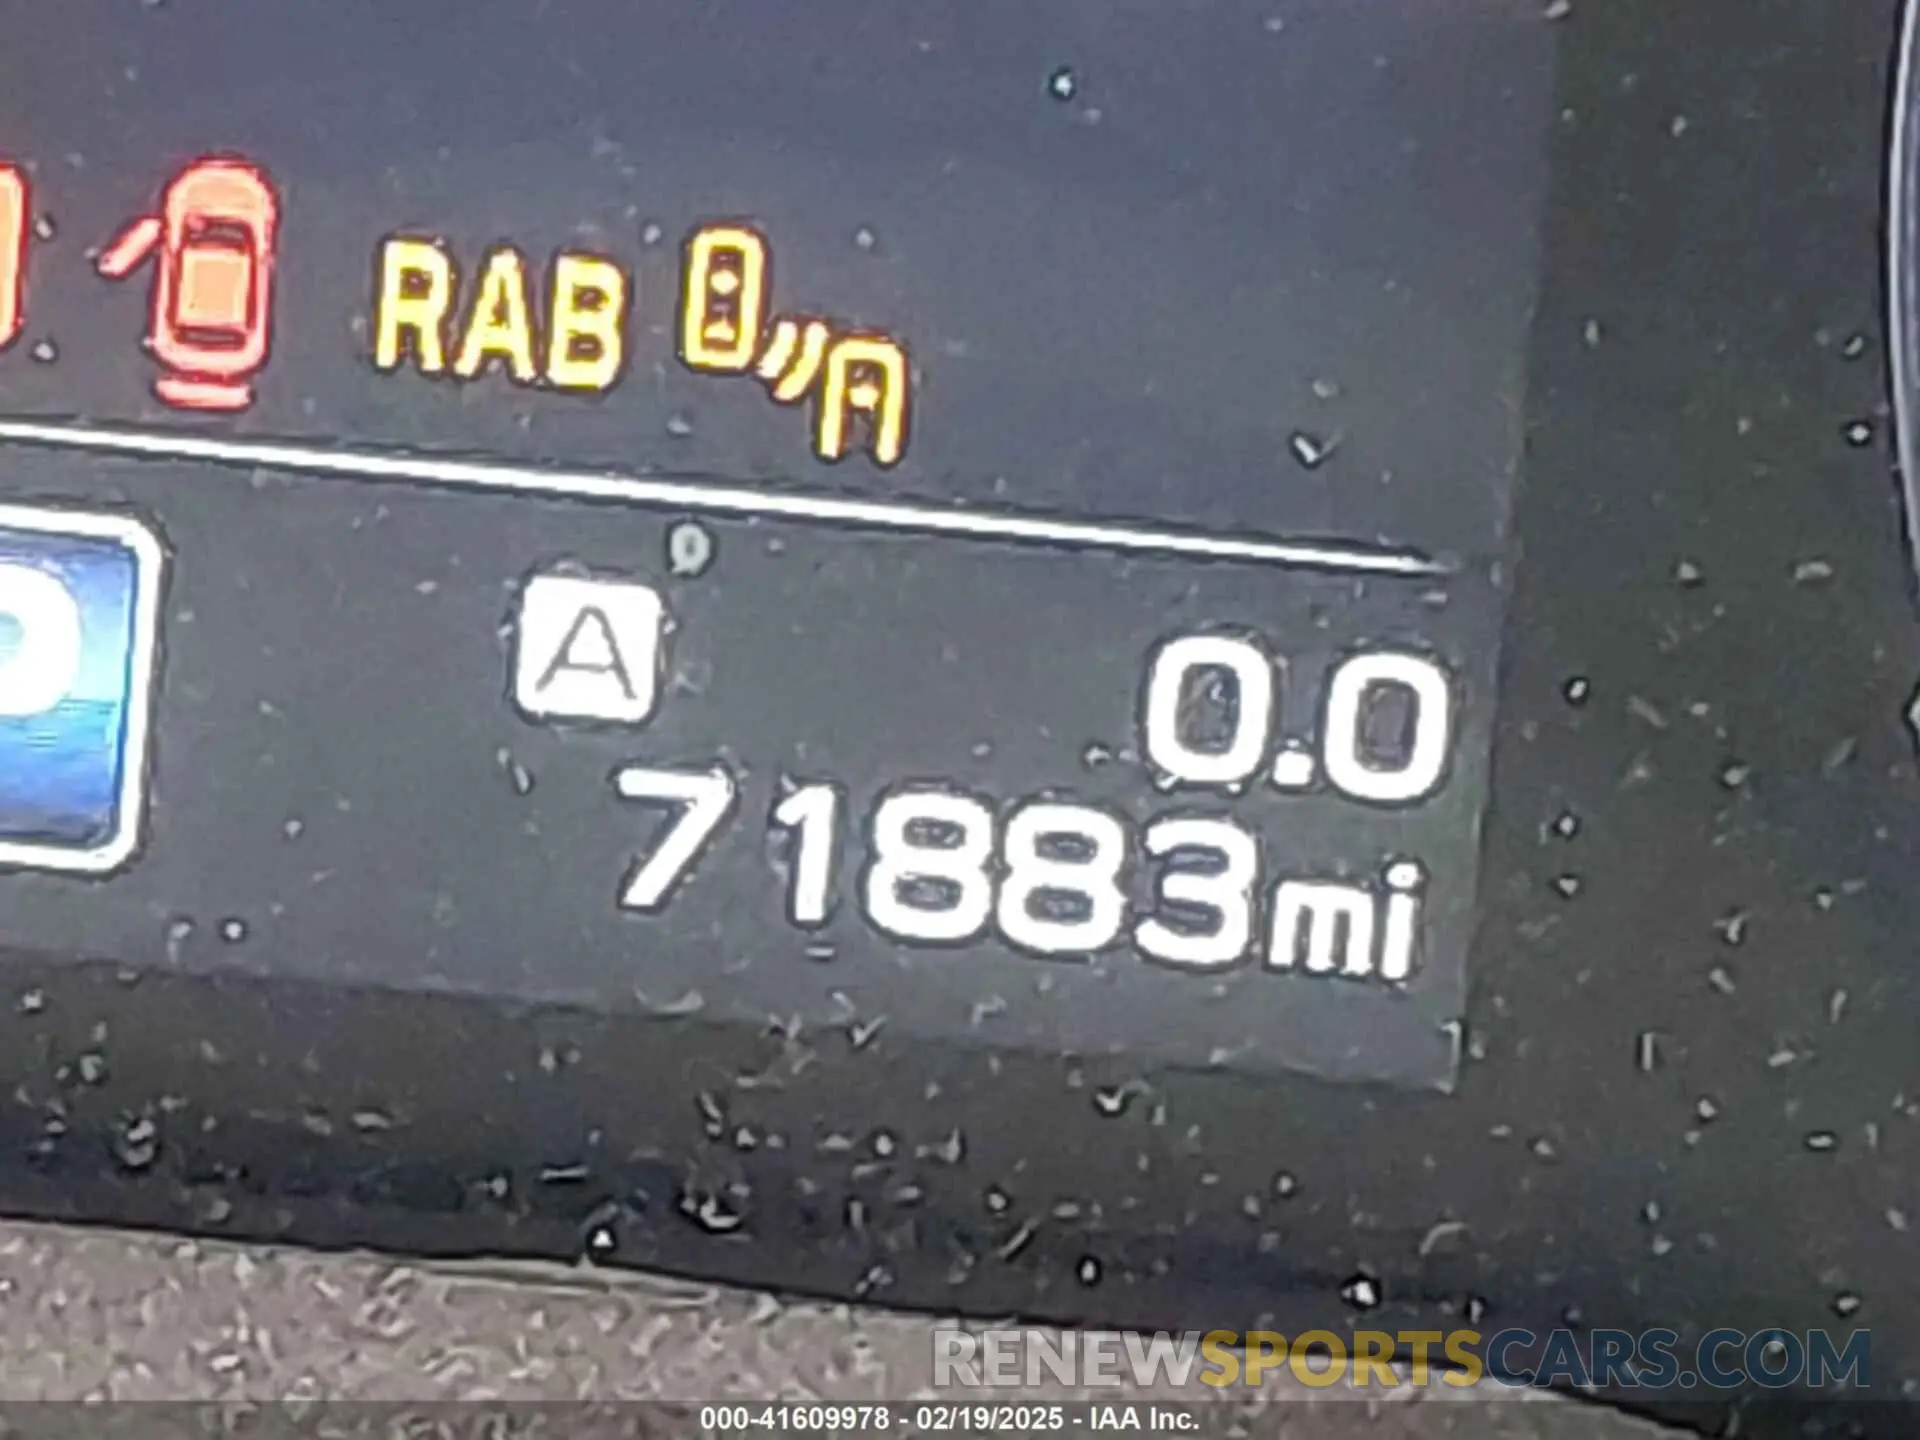 RAB
A 0.0
71883mi
RENEWSPORTSCARS.COM
000-41609978 - 02/19/2025 - IAA Inc.